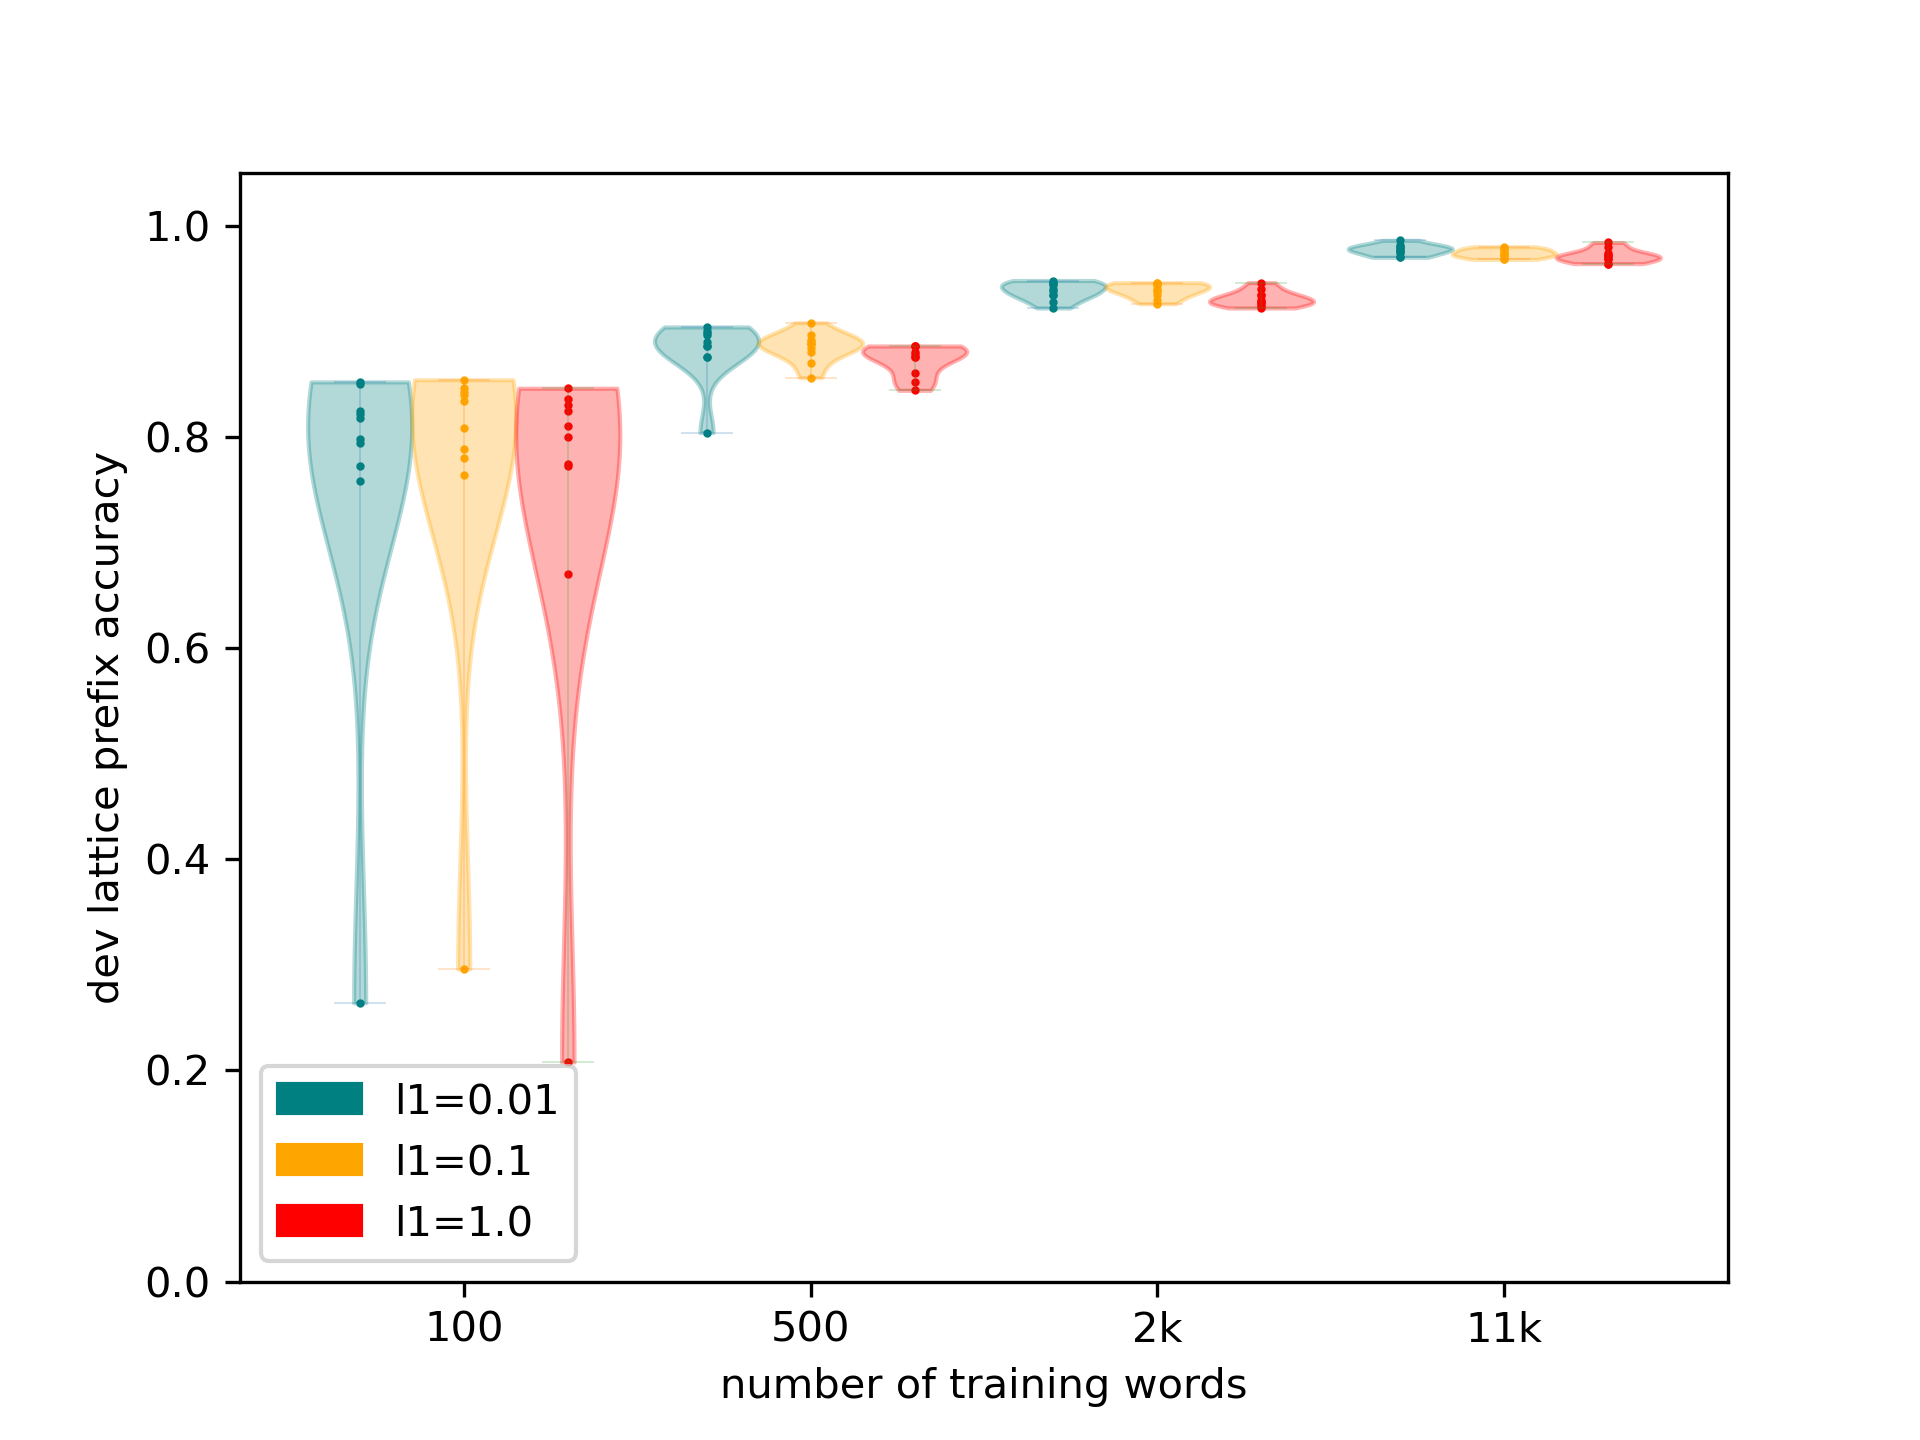 1.0
0.8
0.6
0.4
0.2
0.0
dev lattice prefix accuracy
l1=0.01
l1=0.1
l1=1.0
100 500 2k 11k
number of training words